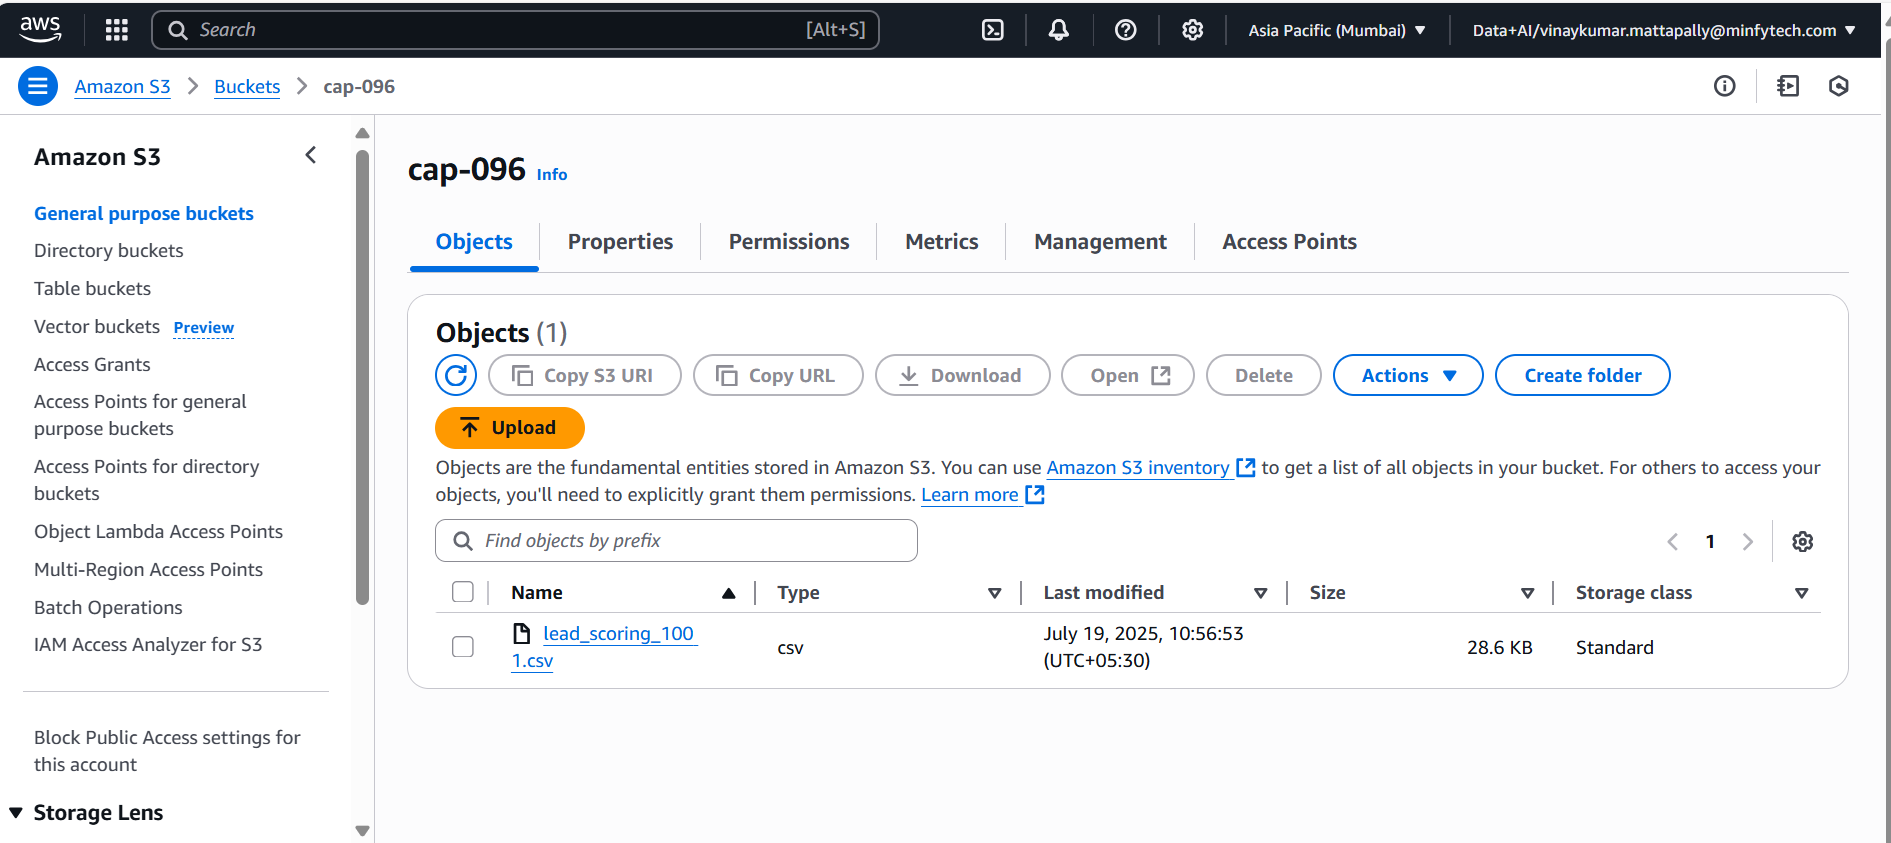 aws
Search [Alt+S]
Asia Pacific (Mumbai)
Data+AI/vinaykumar.mattapally@minfytech.com
Amazon S3
Buckets
cap-096
Amazon S3
General purpose buckets
Directory buckets
Table buckets
Vector buckets Preview
Access Grants
Access Points for general
purpose buckets
Access Points for directory
buckets
Object Lambda Access Points
Multi-Region Access Points
Batch Operations
IAM Access Analyzer for S3
Block Public Access settings for
this account
Storage Lens
cap-096 Info
Objects
Properties
Permissions
Metrics
Management
Access Points
Objects (1)
Copy S3 URI
Copy URL
Download
Open
Delete
Actions
Create folder
Upload
Objects are the fundamental entities stored in Amazon S3. You can use Amazon S3 inventory to get a list of all objects in your bucket. For others to access your
objects, you'll need to explicitly grant them permissions. Learn more
Find objects by prefix
1
Name
Type
Last modified
Size
Storage class
lead_scoring_100
1.csv
csv
July 19, 2025, 10:56:53
(UTC+05:30)
28.6 KB
Standard